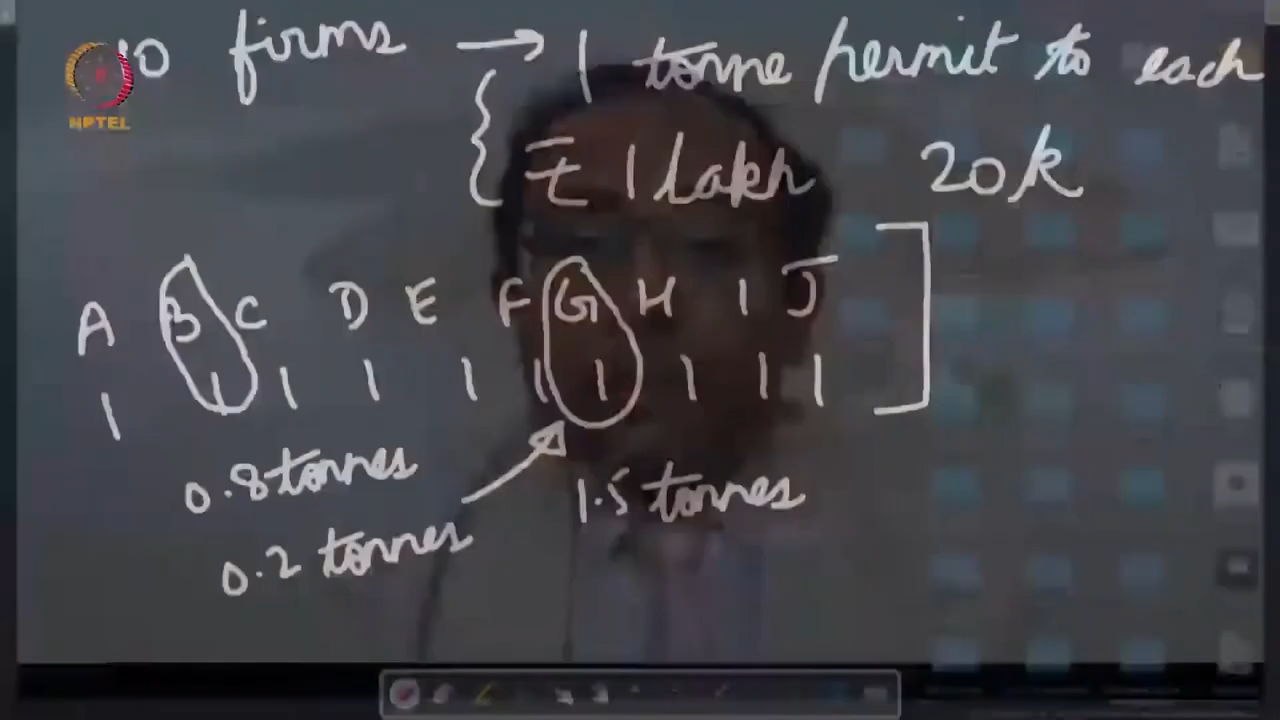 10 firms → 1 tonne permit to each
NPTEL
₹ 1 lakh 20k
A B C D E F G H I J
1 1 1 1 1 1 1 1 1 1
0.8 tonnes
1.5 tonnes
0.2 tonnes